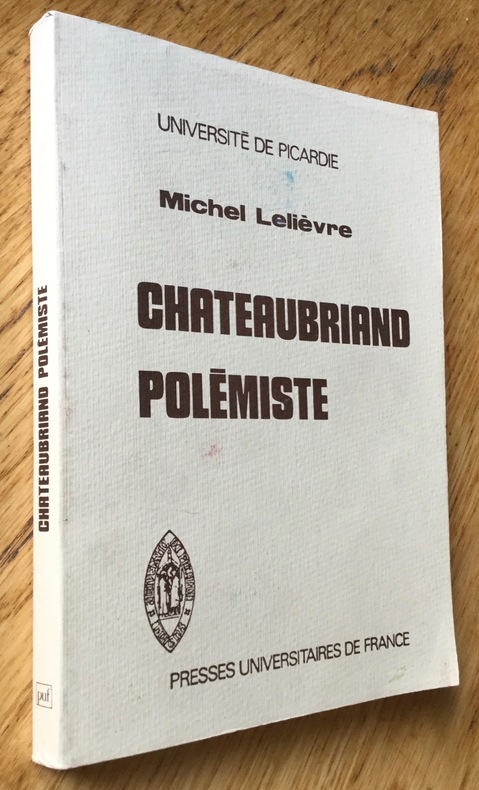 UNIVERSITÉ DE PICARDIE
Michel Lelièvre
CHATEAUBRIAND
POLÉMISTE
PRESSES UNIVERSITAIRES DE FRANCE
CHATEAUBRIAND POLÉMISTE
puf